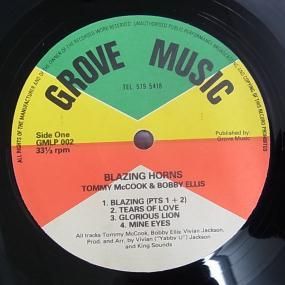 ALL RIGHTS OF THE MANUFACTURER AND OF THE OWNER OF THE RECORDED WORK RESERVED. UNAUTHORISED PUBLIC PERFORMANCE BROADCASTING AND COPYING OF THIS RECORD PROHIBITED
GROVE MUSIC
TEL 579 5418
Side One
GMLP 002
33⅓ rpm
Published by:
Grove Music
BLAZING HORNS
TOMMY McCOOK & BOBBY ELLIS
1. BLAZING (PTS 1 + 2)
2. TEARS OF LOVE
3. GLORIOUS LION
4. MINE EYES
All tracks Tommy McCook, Bobby Ellis Vivian Jackson,
Prod. and Arr. by Vivian ("Yabby U") Jackson
and King Sounds